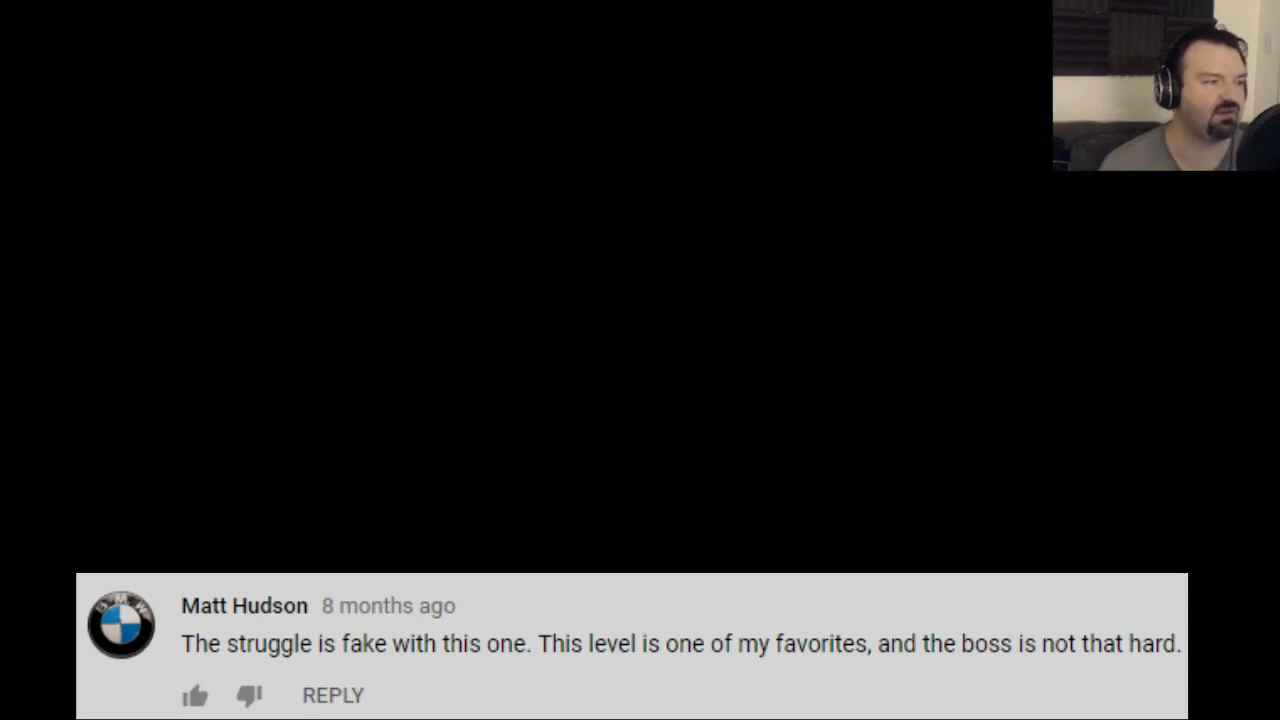 BMW
Matt Hudson 8 months ago
The struggle is fake with this one. This level is one of my favorites, and the boss is not that hard.
REPLY